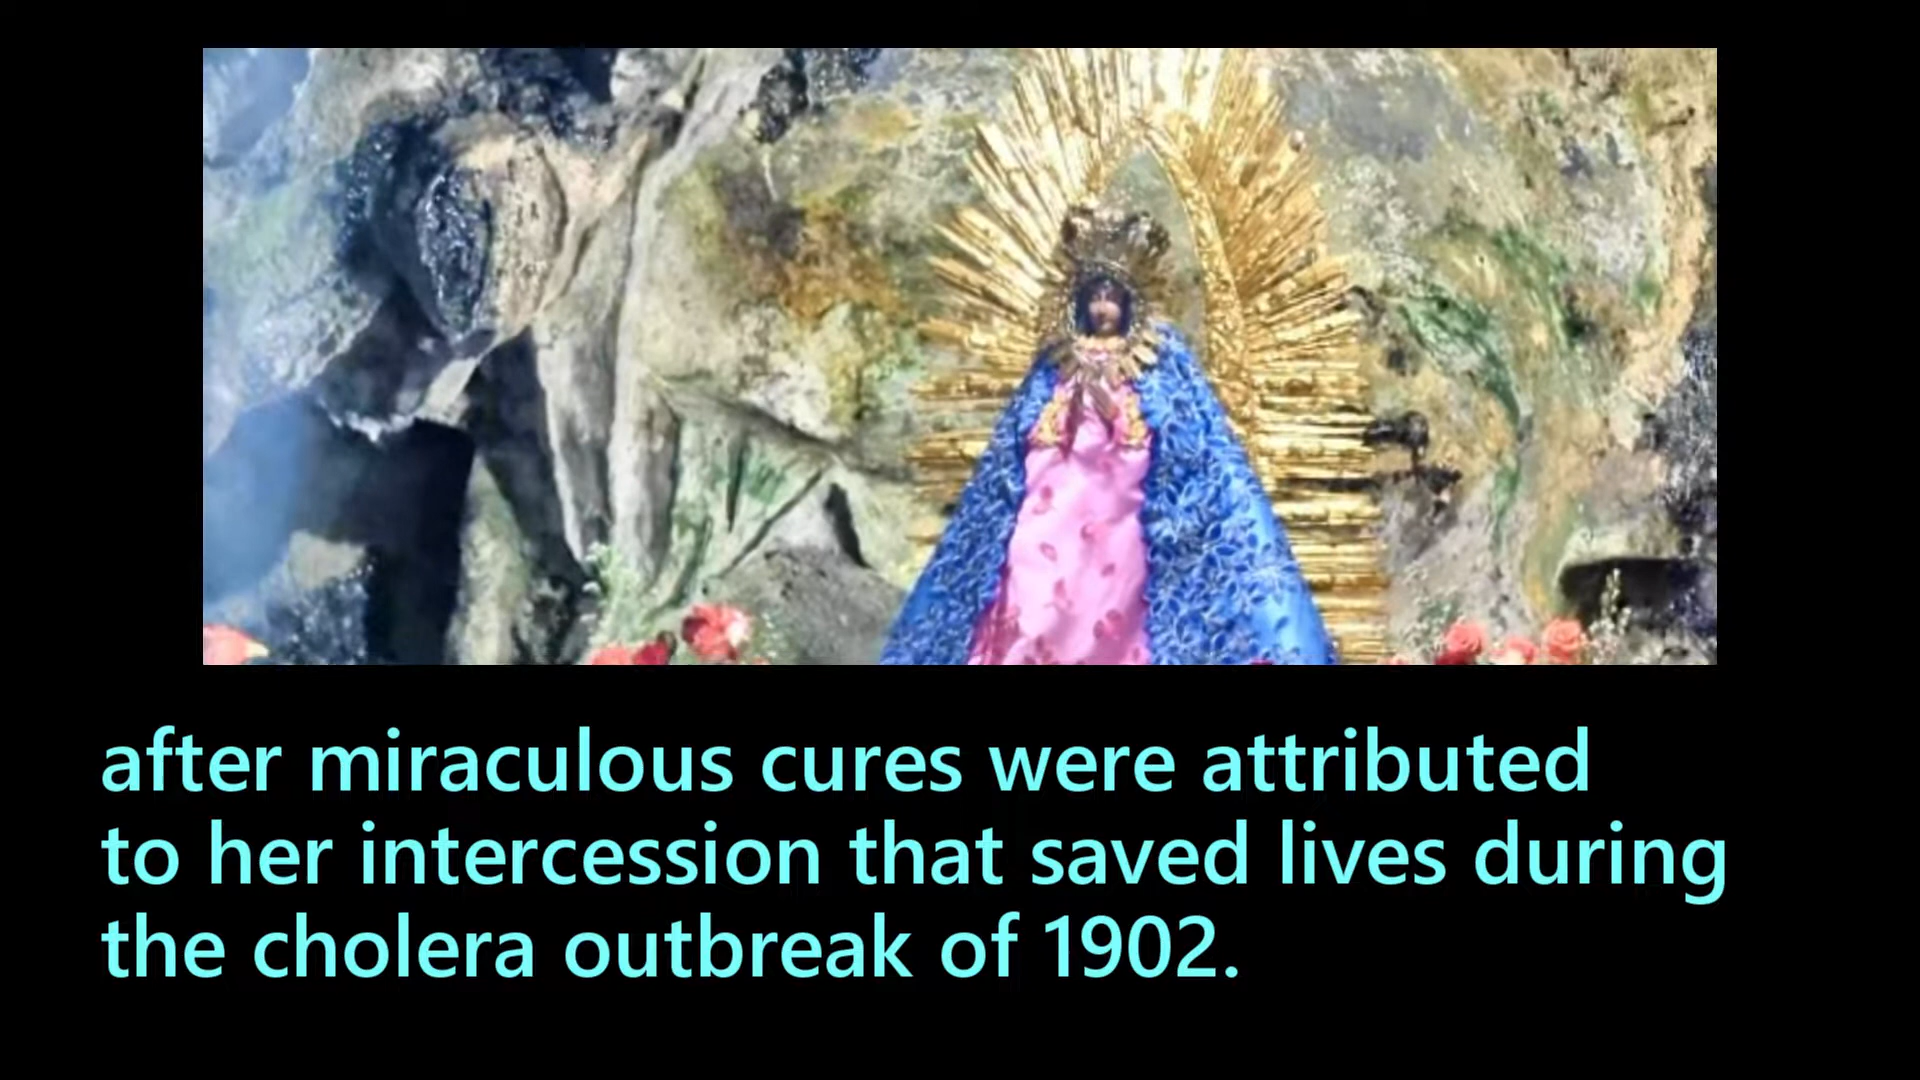 after miraculous cures were attributed
to her intercession that saved lives during
the cholera outbreak of 1902.